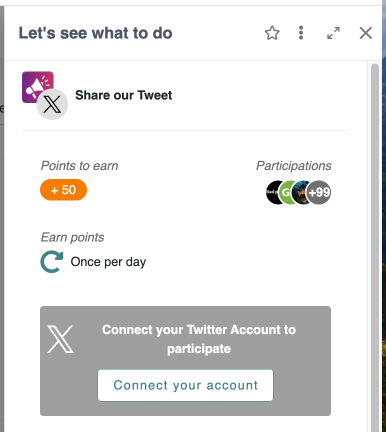 Let's see what to do
Share our Tweet
Points to earn
Participations
+ 50
G
+99
Earn points
Once per day
Connect your Twitter Account to
participate
Connect your account